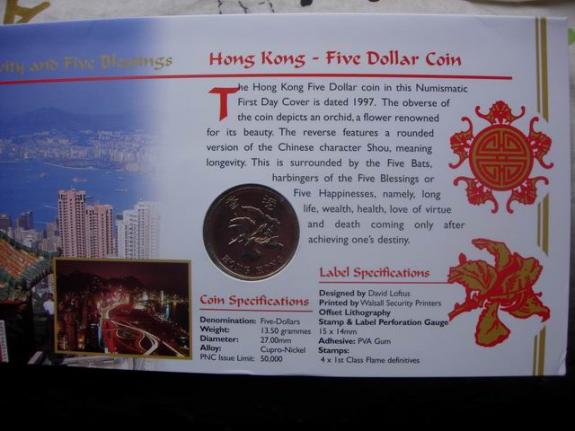 vity and Five Blessings
Hong Kong - Five Dollar Coin
The Hong Kong Five Dollar coin in this Numismatic
First Day Cover is dated 1997. The obverse of
the coin depicts an orchid, a flower renowned
for its beauty. The reverse features a rounded
version of the Chinese character Shou, meaning
longevity. This is surrounded by the Five Bats,
harbingers of the Five Blessings or
Five Happinesses, namely, long
life, wealth, health, love of virtue
and death coming only after
achieving one's destiny.
香港
HONG KONG
Coin Specifications
Denomination: Five-Dollars
Weight: 13.50 grammes
Diameter: 27.00mm
Alloy: Cupro-Nickel
PNC Issue Limit: 50,000
Label Specifications
Designed by David Loftus
Printed by Walsall Security Printers
Offset Lithography
Stamp & Label Perforation Gauge
15 x 14mm
Adhesive: PVA Gum
Stamps:
4 x 1st Class Flame definitives